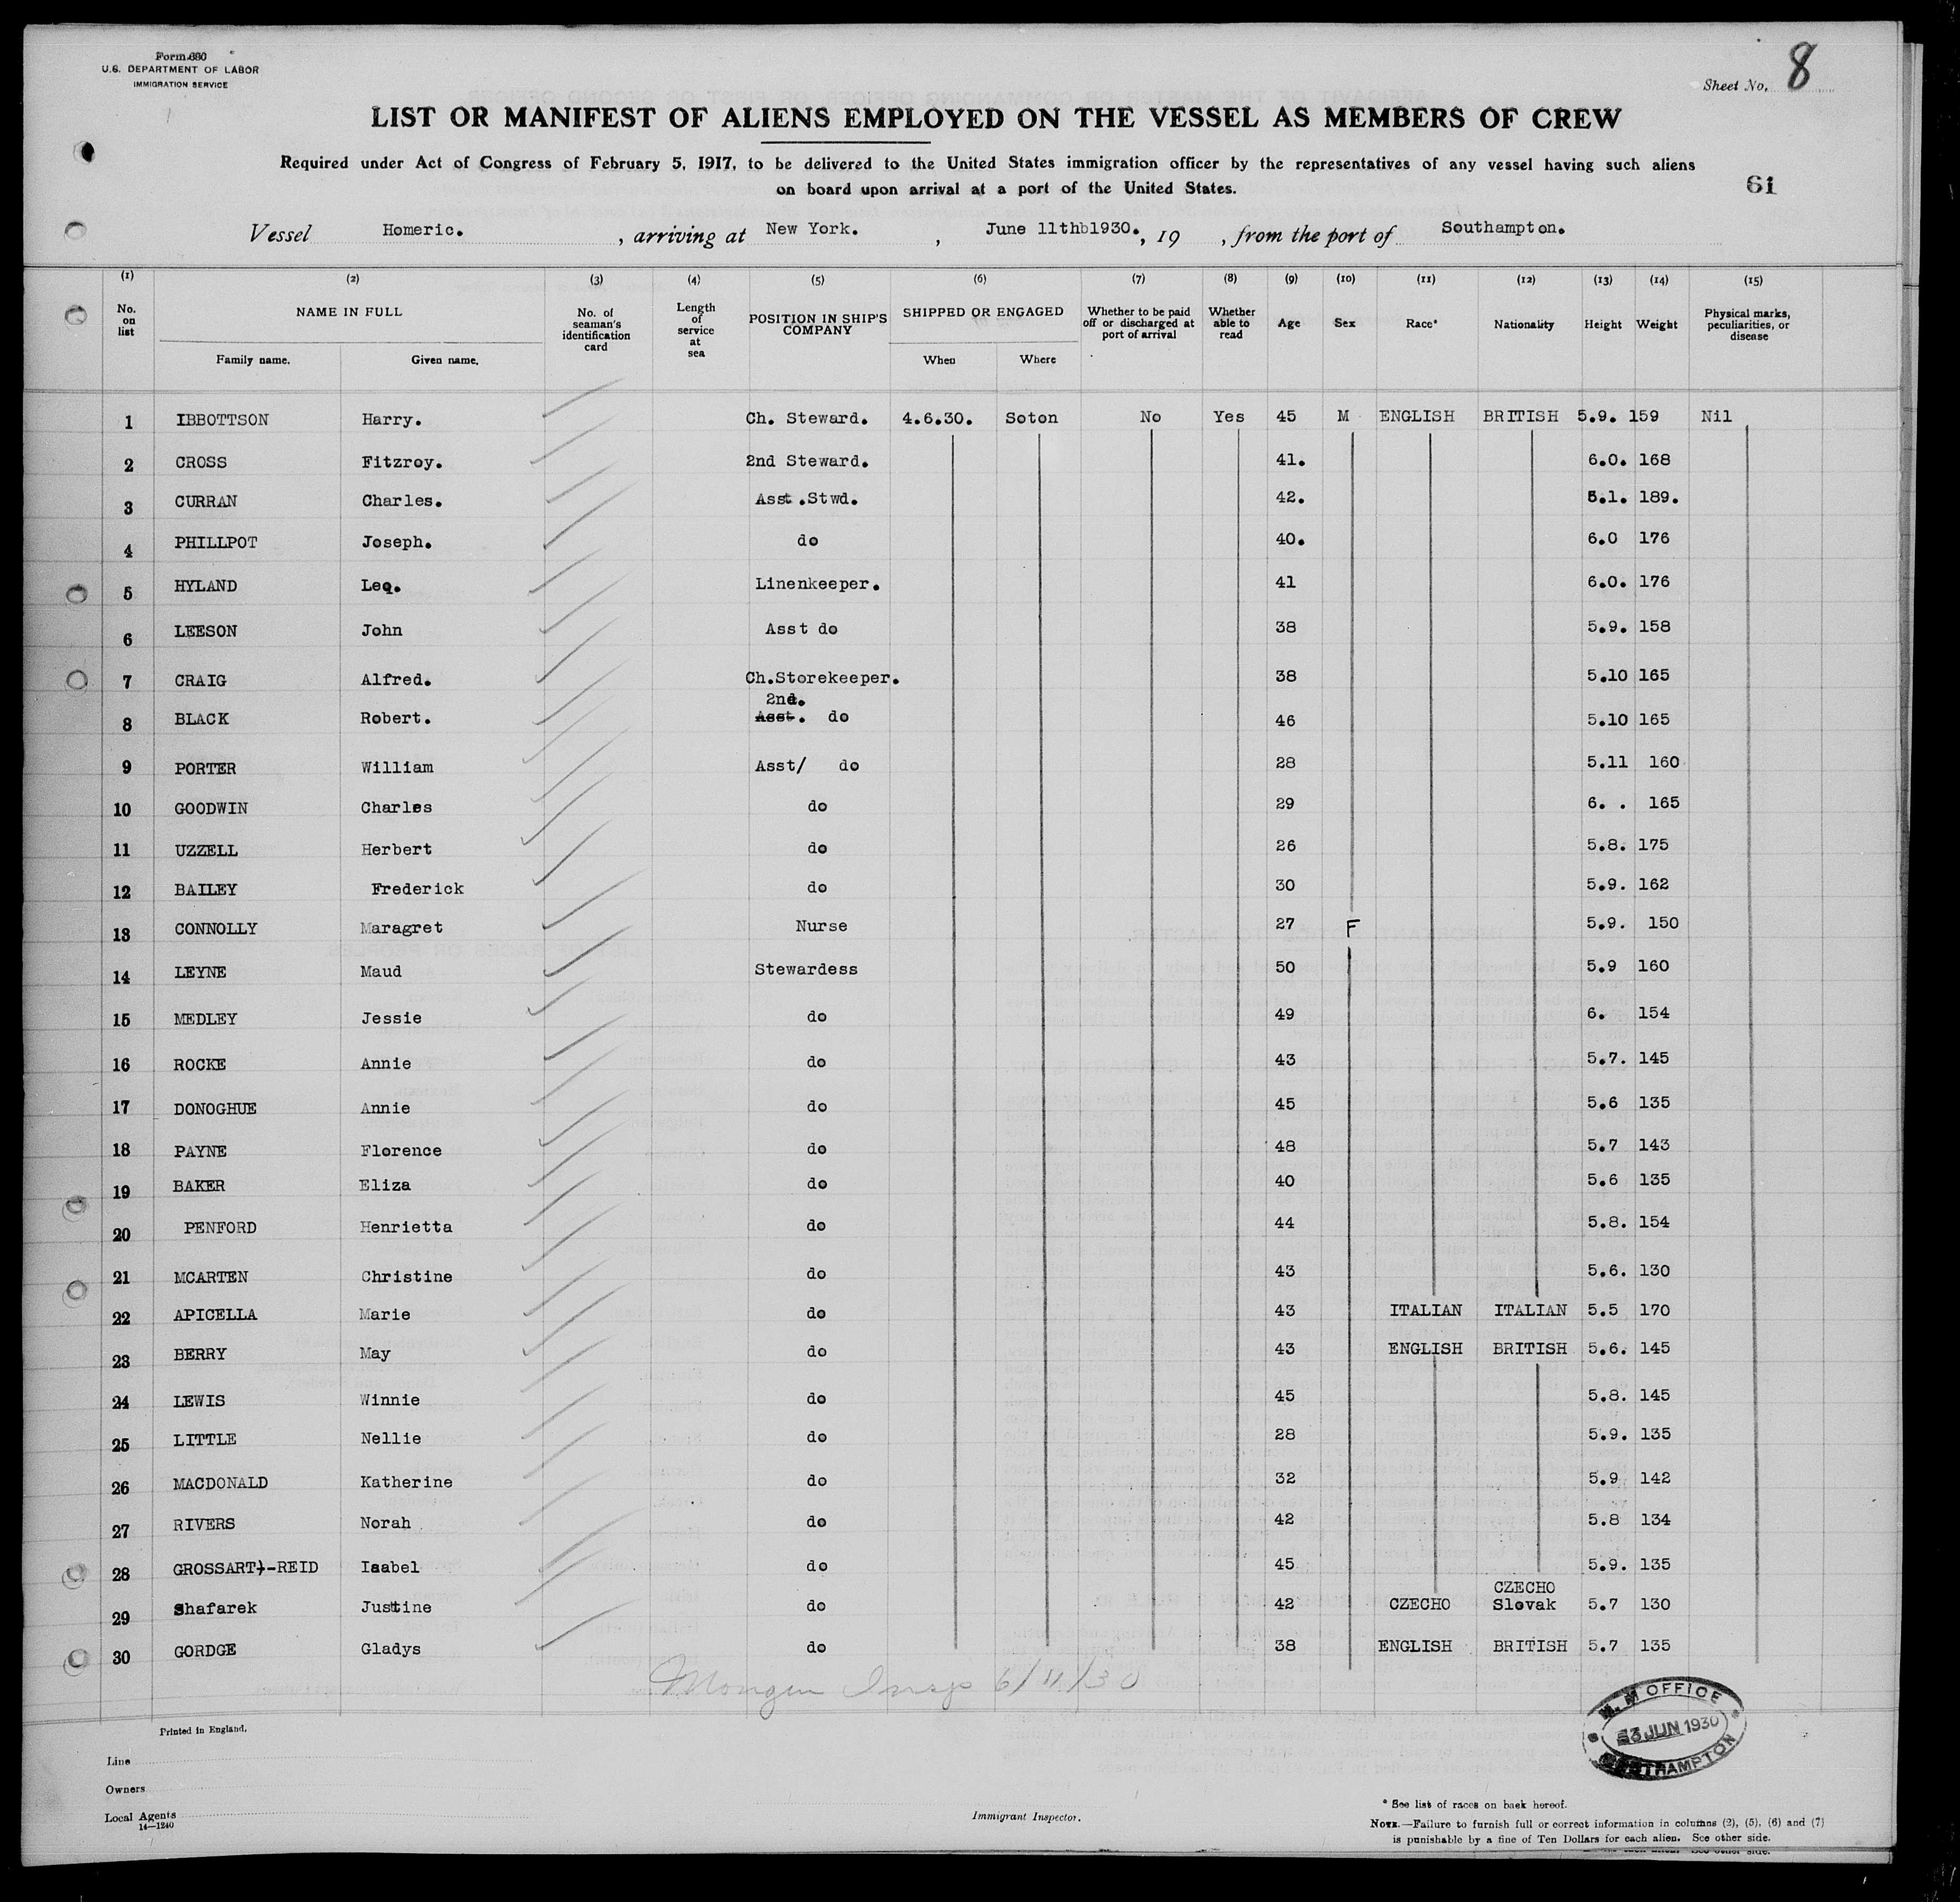 Form 680
U.S. DEPARTMENT OF LABOR
IMMIGRATION SERVICE
Sheet No. 8
LIST OR MANIFEST OF ALIENS EMPLOYED ON THE VESSEL AS MEMBERS OF CREW
Required under Act of Congress of February 5, 1917, to be delivered to the United States immigration officer by the representatives of any vessel having such aliens
on board upon arrival at a port of the United States.
61
Vessel Homeric. , arriving at New York. , June 11thb1930. , 19 , from the port of Southampton.
(1) (2) (3) (4) (5) (6) (7) (8) (9) (10) (11) (12) (13) (14) (15)
No. on list NAME IN FULL Family name. Given name. No. of seaman's identification card Length of service at sea POSITION IN SHIP'S COMPANY SHIPPED OR ENGAGED When Where Whether to be paid off or discharged at port of arrival Whether able to read Age Sex Race* Nationality Height Weight Physical marks, peculiarities, or disease
1 IBBOTTSON Harry. Ch. Steward. 4.6.30. Soton No Yes 45 M ENGLISH BRITISH 5.9. 159 Nil
2 CROSS Fitzroy. 2nd Steward. 41. 6.0. 168
3 CURRAN Charles. Asst.Stwd. 42. 5.1. 189.
4 PHILLPOT Joseph. do 40. 6.0 176
5 HYLAND Leo. Linenkeeper. 41 6.0. 176
6 LEESON John Asst do 38 5.9. 158
7 CRAIG Alfred. Ch.Storekeeper. 38 5.10 165
2nd.
8 BLACK Robert. Asst. do 46 5.10 165
9 PORTER William Asst/ do 28 5.11 160
10 GOODWIN Charles do 29 6. . 165
11 UZZELL Herbert do 26 5.8. 175
12 BAILEY Frederick do 30 5.9. 162
13 CONNOLLY Maragret Nurse 27 F 5.9. 150
14 LEYNE Maud Stewardess 50 5.9 160
15 MEDLEY Jessie do 49 6. 154
16 ROCKE Annie do 43 5.7. 145
17 DONOGHUE Annie do 45 5.6 135
18 PAYNE Florence do 48 5.7 143
19 BAKER Eliza do 40 5.6 135
20 PENFORD Henrietta do 44 5.8. 154
21 MCARTEN Christine do 43 5.6. 130
22 APICELLA Marie do 43 ITALIAN ITALIAN 5.5 170
23 BERRY May do 43 ENGLISH BRITISH 5.6. 145
24 LEWIS Winnie do 45 5.8. 145
25 LITTLE Nellie do 28 5.9. 135
26 MACDONALD Katherine do 32 5.9 142
27 RIVERS Norah do 42 5.8 134
28 GROSSART)-REID Isabel do 45 5.9. 135
CZECHO
29 Shafarek Justine do 42 CZECHO Slovak 5.7 130
30 GORDGE Gladys do 38 ENGLISH BRITISH 5.7 135
Insp 6/11/30
M. M OFFICE
3 JUN 1930
SOUTHAMPTON
Printed in England.
Line
Owners
Local Agents
14—1240
Immigrant Inspector.
* See list of races on back hereof.
NOTE.—Failure to furnish full or correct information in columns (2), (5), (6) and (7)
is punishable by a fine of Ten Dollars for each alien. See other side.